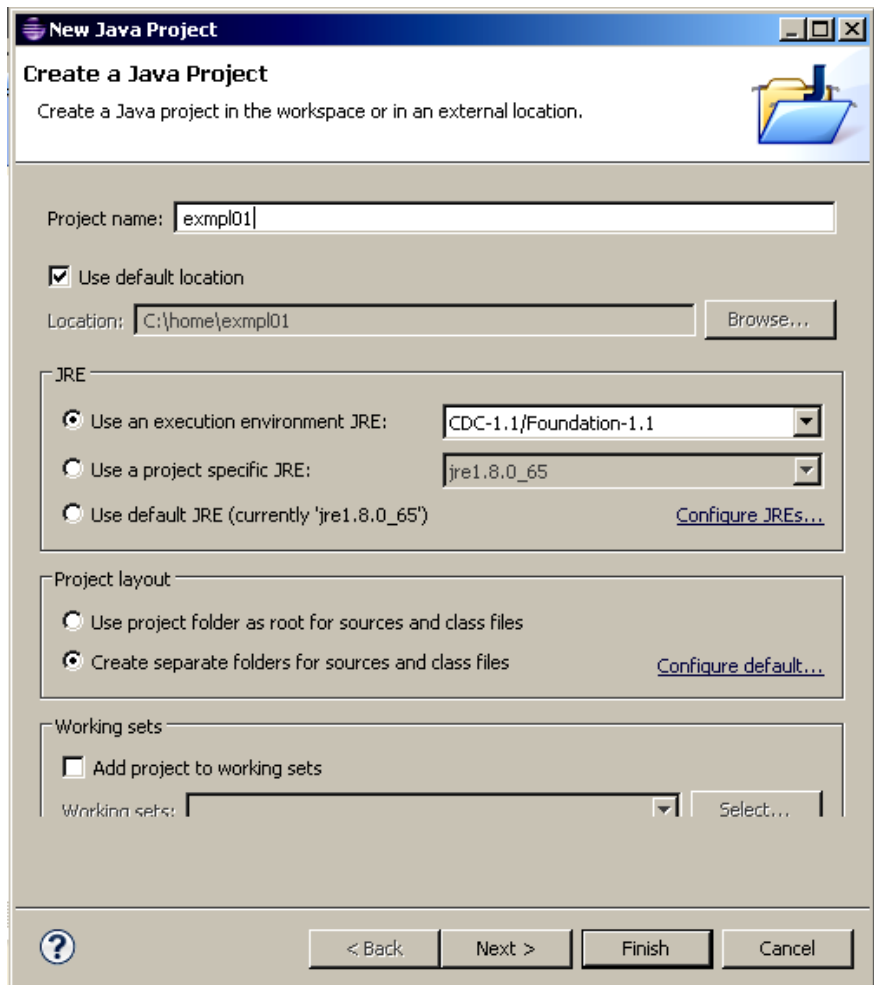 New Java Project
Create a Java Project
Create a Java project in the workspace or in an external location.
Project name: exmpl01
Use default location
Location: C:\home\exmpl01 Browse...
JRE
Use an execution environment JRE: CDC-1.1/Foundation-1.1
Use a project specific JRE: jre1.8.0_65
Use default JRE (currently 'jre1.8.0_65') Configure JREs...
Project layout
Use project folder as root for sources and class files
Create separate folders for sources and class files Configure default...
Working sets
Add project to working sets
Working sets: Select...
? < Back Next > Finish Cancel